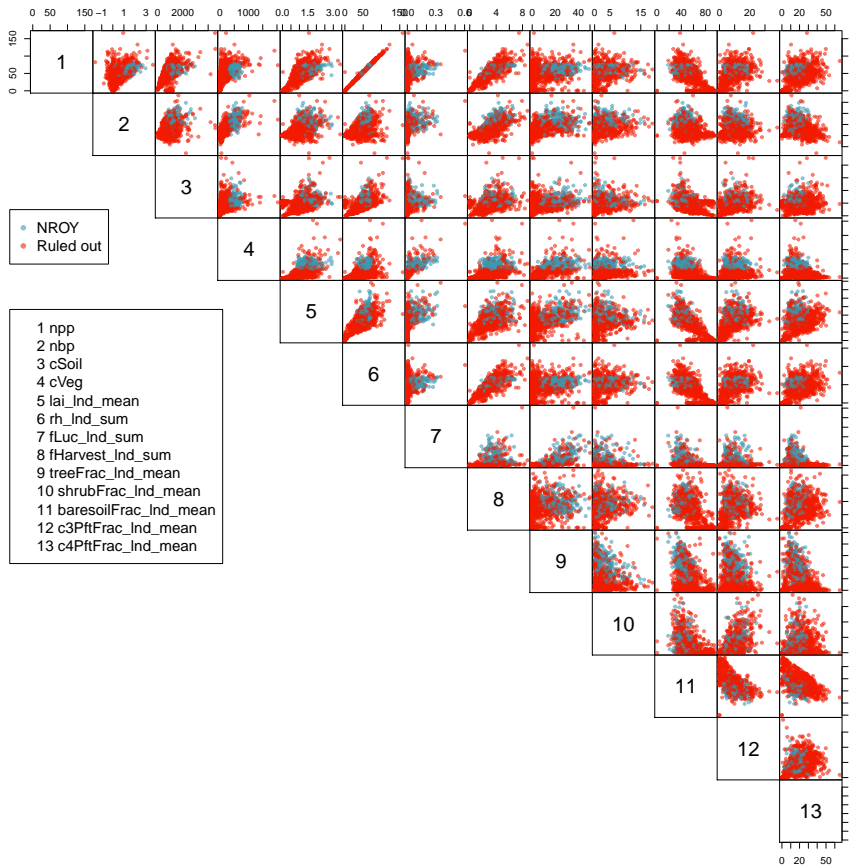 0 50 150 −1 1 3 0 2000 0 1000 0.0 1.5 3.0 0 50 150 0.0 0.3 0.6 0 4 8 0 20 40 0 5 15 0 40 80 0 20 0 20 50
150
50
0
1
2
3
NROY
Ruled out
4
1 npp
2 nbp
3 cSoil
4 cVeg
5 lai_lnd_mean
6 rh_lnd_sum
7 fLuc_lnd_sum
8 fHarvest_lnd_sum
9 treeFrac_lnd_mean
10 shrubFrac_lnd_mean
11 baresoilFrac_lnd_mean
12 c3PftFrac_lnd_mean
13 c4PftFrac_lnd_mean
5
6
7
8
9
10
11
12
13
0 20 50